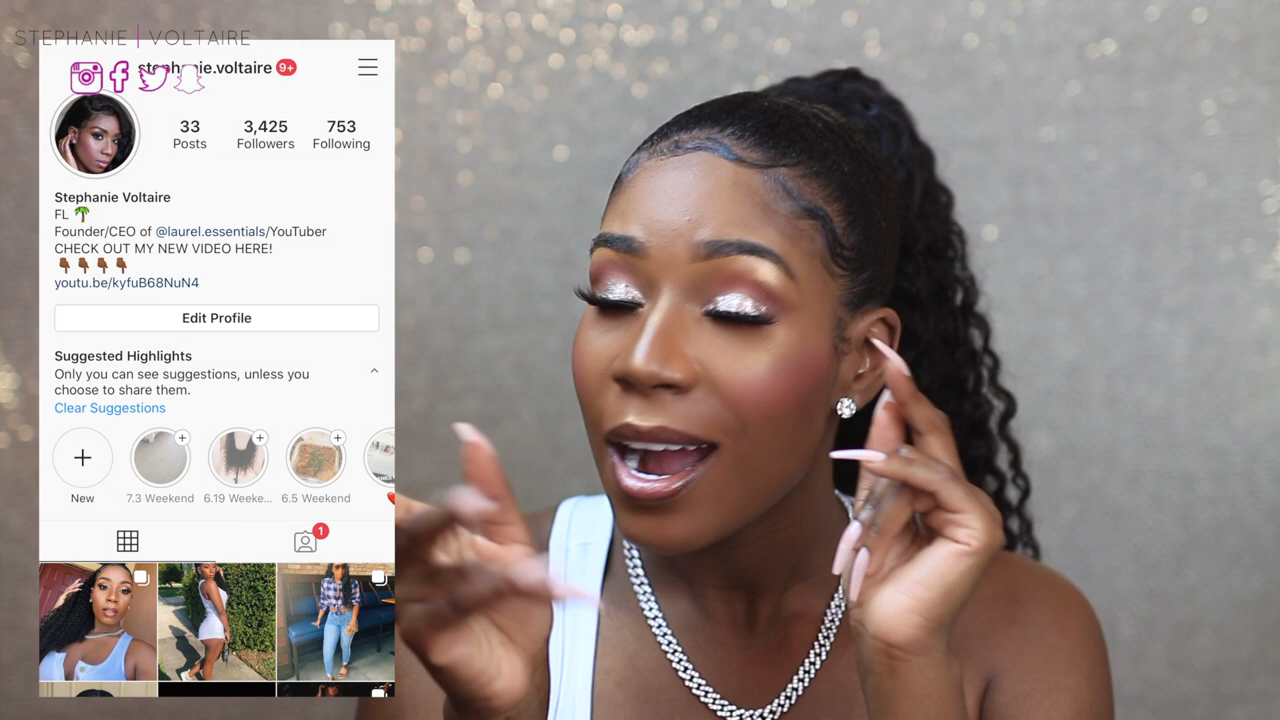 STEPHANIE | VOLTAIRE
stephanie.voltaire 9+
33 3,425 753
Posts Followers Following
Stephanie Voltaire
FL 🌴
Founder/CEO of @laurel.essentials/YouTuber
CHECK OUT MY NEW VIDEO HERE!
👇🏾👇🏾👇🏾👇🏾
youtu.be/kyfuB68NuN4
Edit Profile
Suggested Highlights
Only you can see suggestions, unless you
choose to share them.
Clear Suggestions
New 7.3 Weekend 6.19 Weeke... 6.5 Weekend
1